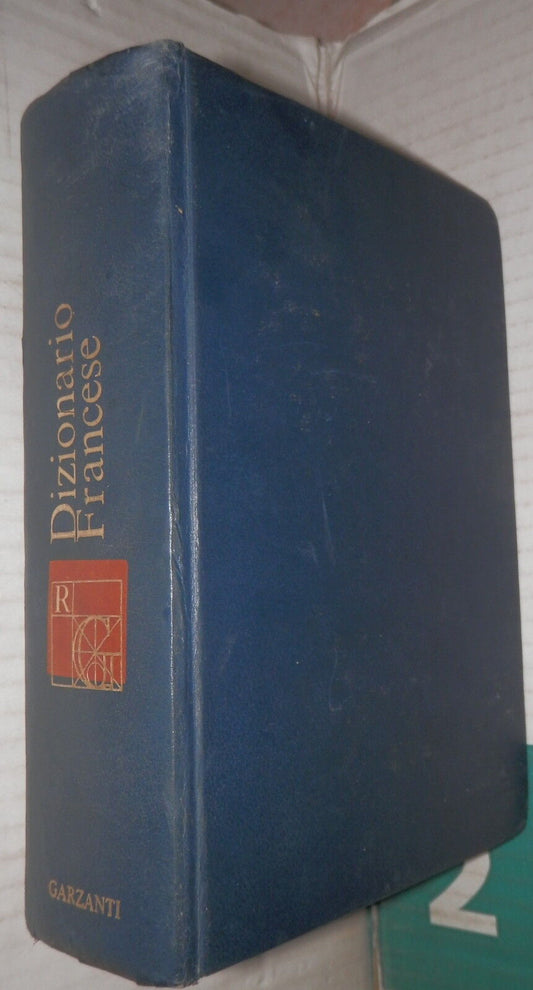 Dizionario
Francese
R
G
GARZANTI
2